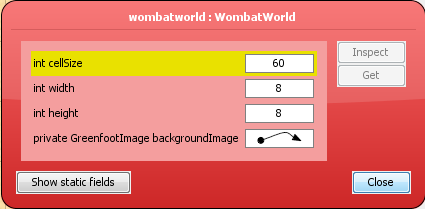 wombatworld : WombatWorld
int cellSize 60
int width 8
int height 8
private GreenfootImage backgroundImage
Inspect
Get
Show static fields
Close